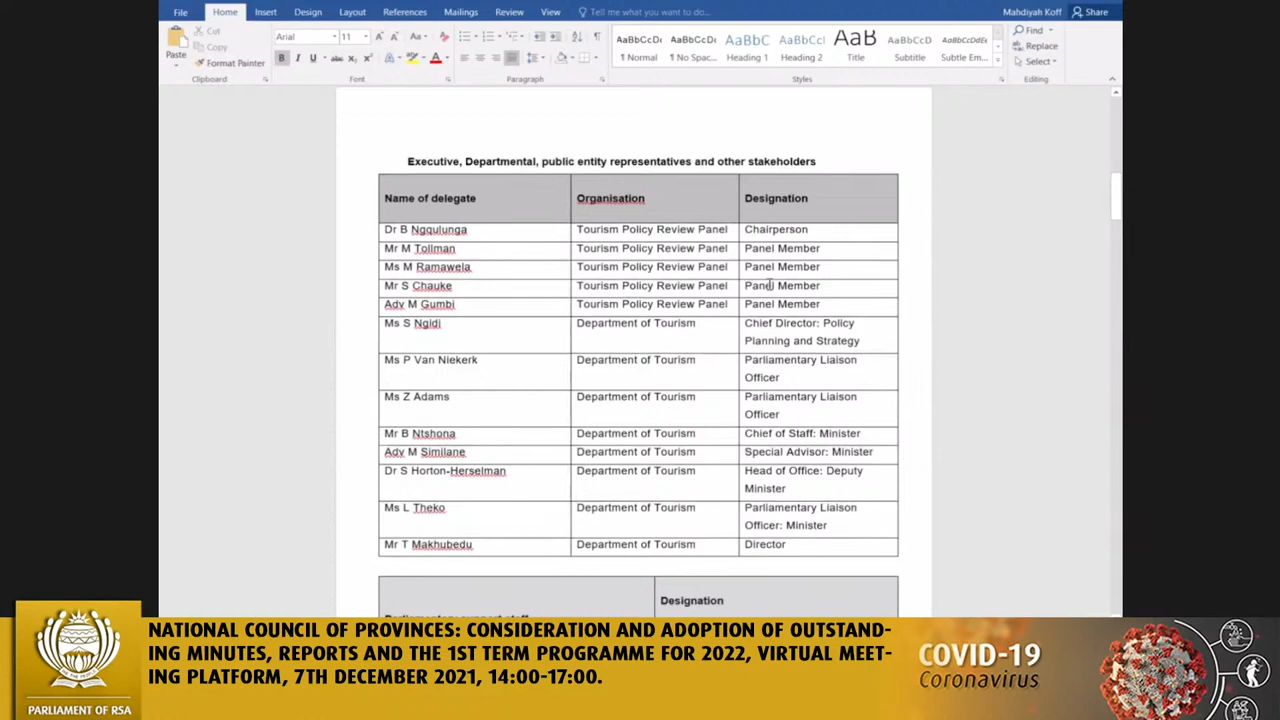 File Home Insert Design Layout References Mailings Review View Tell me what you want to do... Mahdiyah Koff Share
Paste Cut Copy Format Painter
Arial 11
AaBbCcDc AaBbCcDc AaBbC AaBbCcI AaB AaBbCcD AaBbCcDdE
¶ Normal ¶ No Spac... Heading 1 Heading 2 Title Subtitle Subtle Em...
Find Replace Select
Clipboard Font Paragraph Styles Editing
Executive, Departmental, public entity representatives and other stakeholders
Name of delegate Organisation Designation
Dr B Ngqulunga Tourism Policy Review Panel Chairperson
Mr M Tollman Tourism Policy Review Panel Panel Member
Ms M Ramawela Tourism Policy Review Panel Panel Member
Mr S Chauke Tourism Policy Review Panel Panel Member
Adv M Gumbi Tourism Policy Review Panel Panel Member
Ms S Ngidi Department of Tourism Chief Director: Policy
Planning and Strategy
Ms P Van Niekerk Department of Tourism Parliamentary Liaison
Officer
Ms Z Adams Department of Tourism Parliamentary Liaison
Officer
Mr B Ntshona Department of Tourism Chief of Staff: Minister
Adv M Similane Department of Tourism Special Advisor: Minister
Dr S Horton-Herselman Department of Tourism Head of Office: Deputy
Minister
Ms L Theko Department of Tourism Parliamentary Liaison
Officer: Minister
Mr T Makhubedu Department of Tourism Director
Designation
Parliamentary support staff
NATIONAL COUNCIL OF PROVINCES: CONSIDERATION AND ADOPTION OF OUTSTAND-
ING MINUTES, REPORTS AND THE 1ST TERM PROGRAMME FOR 2022, VIRTUAL MEET-
ING PLATFORM, 7TH DECEMBER 2021, 14:00-17:00.
PARLIAMENT OF RSA
COVID-19
Coronavirus